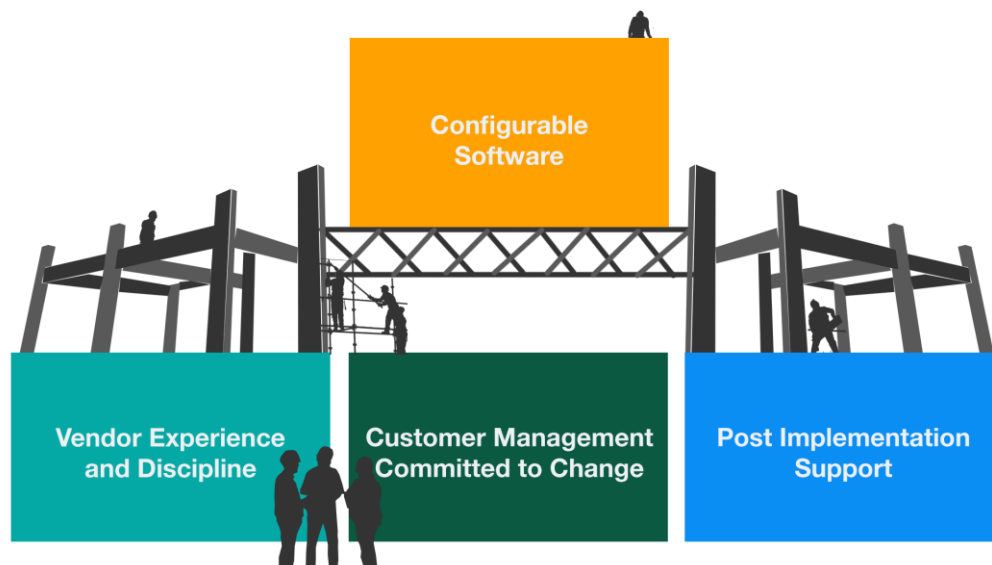 Configurable
Software
Vendor Experience
and Discipline
Customer Management
Committed to Change
Post Implementation
Support